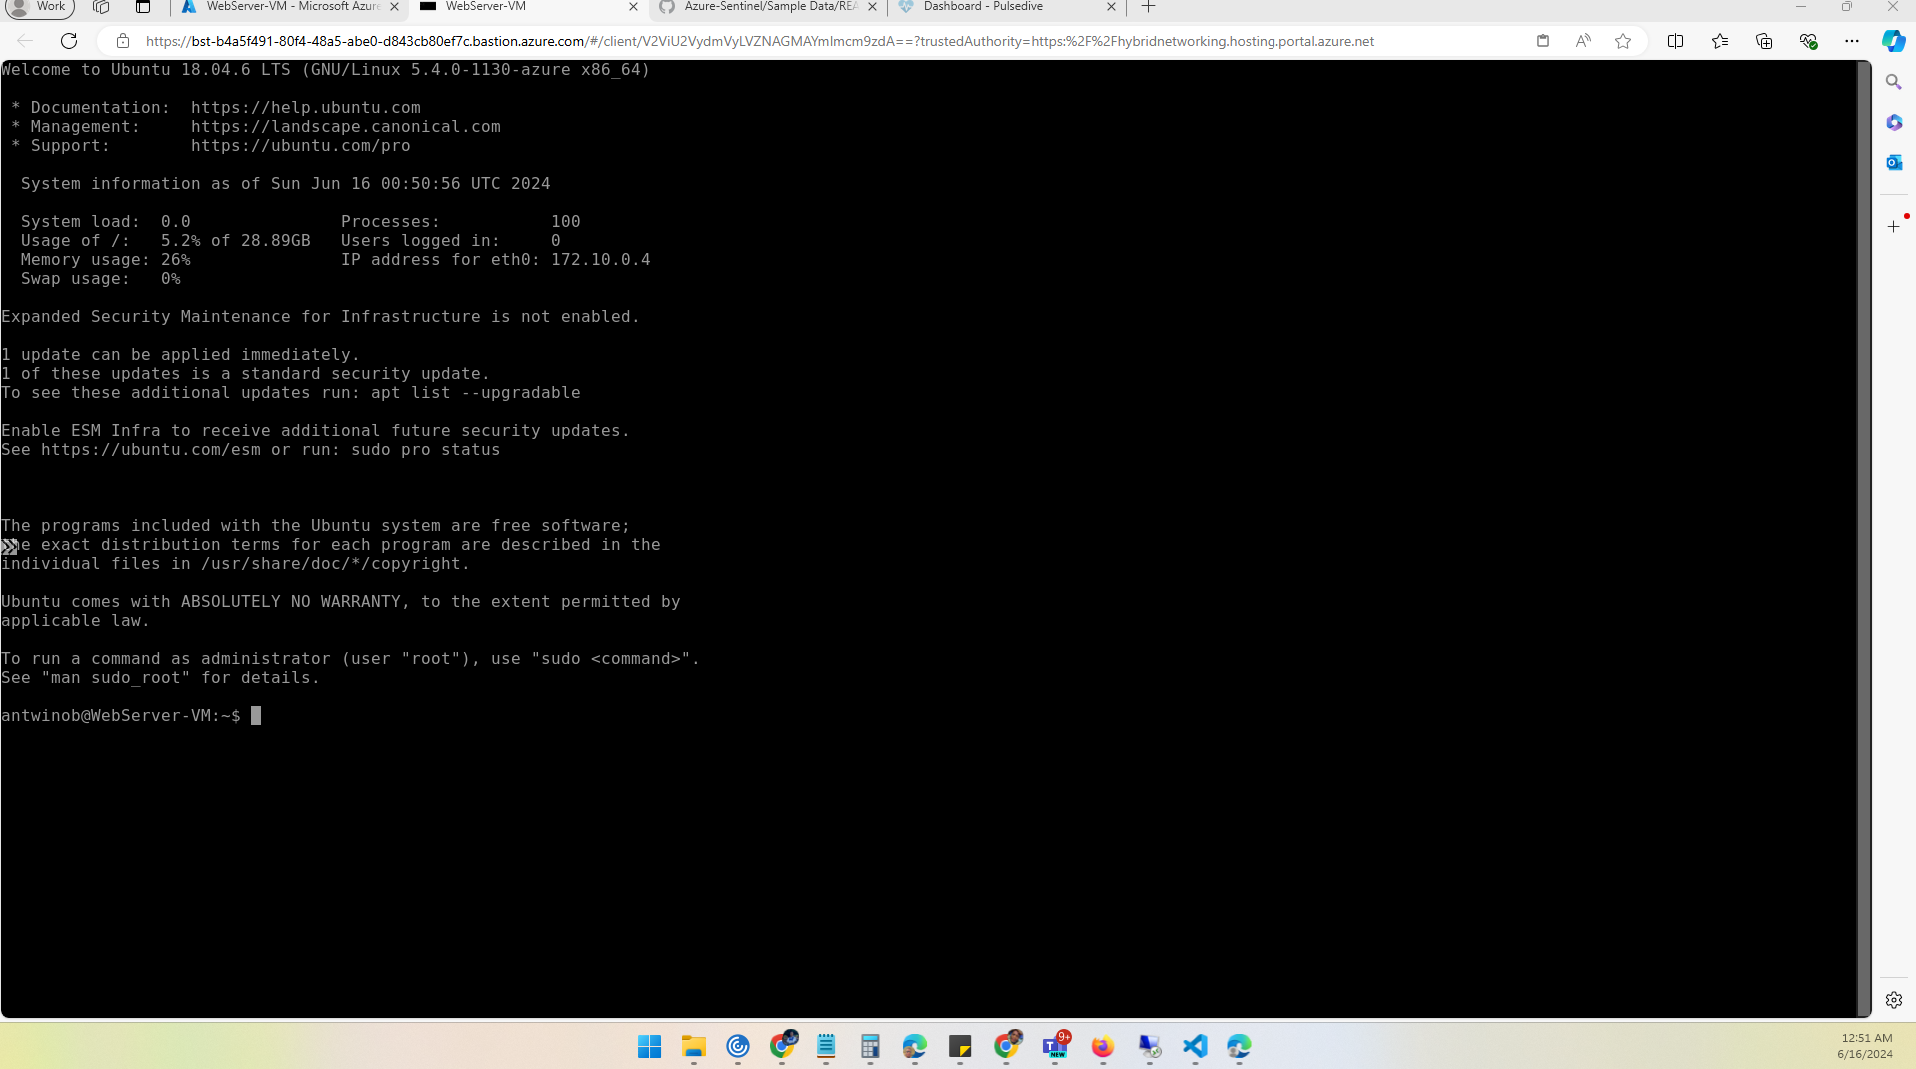 Work
WebServer-VM - Microsoft Azure
WebServer-VM
Azure-Sentinel/Sample Data/REA
Dashboard - Pulsedive
https://bst-b4a5f491-80f4-48a5-abe0-d843cb80ef7c.bastion.azure.com/#/client/V2ViU2VydmVyLVZNAGMAYmlmcm9zdA==?trustedAuthority=https:%2F%2Fhybridnetworking.hosting.portal.azure.net
Welcome to Ubuntu 18.04.6 LTS (GNU/Linux 5.4.0-1130-azure x86_64)
* Documentation:  https://help.ubuntu.com
* Management:     https://landscape.canonical.com
* Support:        https://ubuntu.com/pro
System information as of Sun Jun 16 00:50:56 UTC 2024
System load:  0.0               Processes:           100
Usage of /:   5.2% of 28.89GB   Users logged in:     0
Memory usage: 26%               IP address for eth0: 172.10.0.4
Swap usage:   0%
Expanded Security Maintenance for Infrastructure is not enabled.
1 update can be applied immediately.
1 of these updates is a standard security update.
To see these additional updates run: apt list --upgradable
Enable ESM Infra to receive additional future security updates.
See https://ubuntu.com/esm or run: sudo pro status
The programs included with the Ubuntu system are free software;
exact distribution terms for each program are described in the
individual files in /usr/share/doc/*/copyright.
Ubuntu comes with ABSOLUTELY NO WARRANTY, to the extent permitted by
applicable law.
To run a command as administrator (user "root"), use "sudo <command>".
See "man sudo_root" for details.
antwinob@WebServer-VM:~$
9+
NEW
12:51 AM
6/16/2024